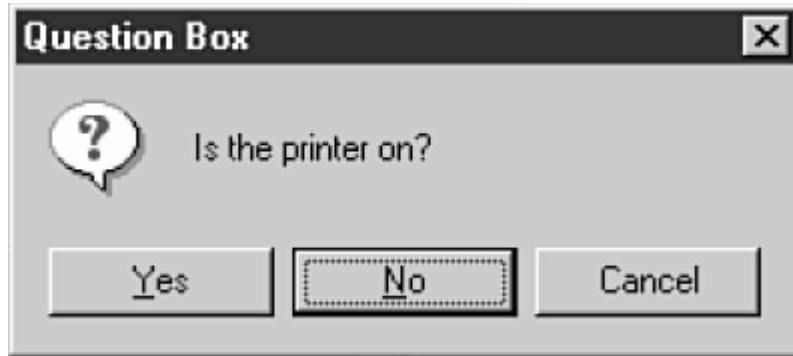 Question Box
Is the printer on?
Yes No Cancel